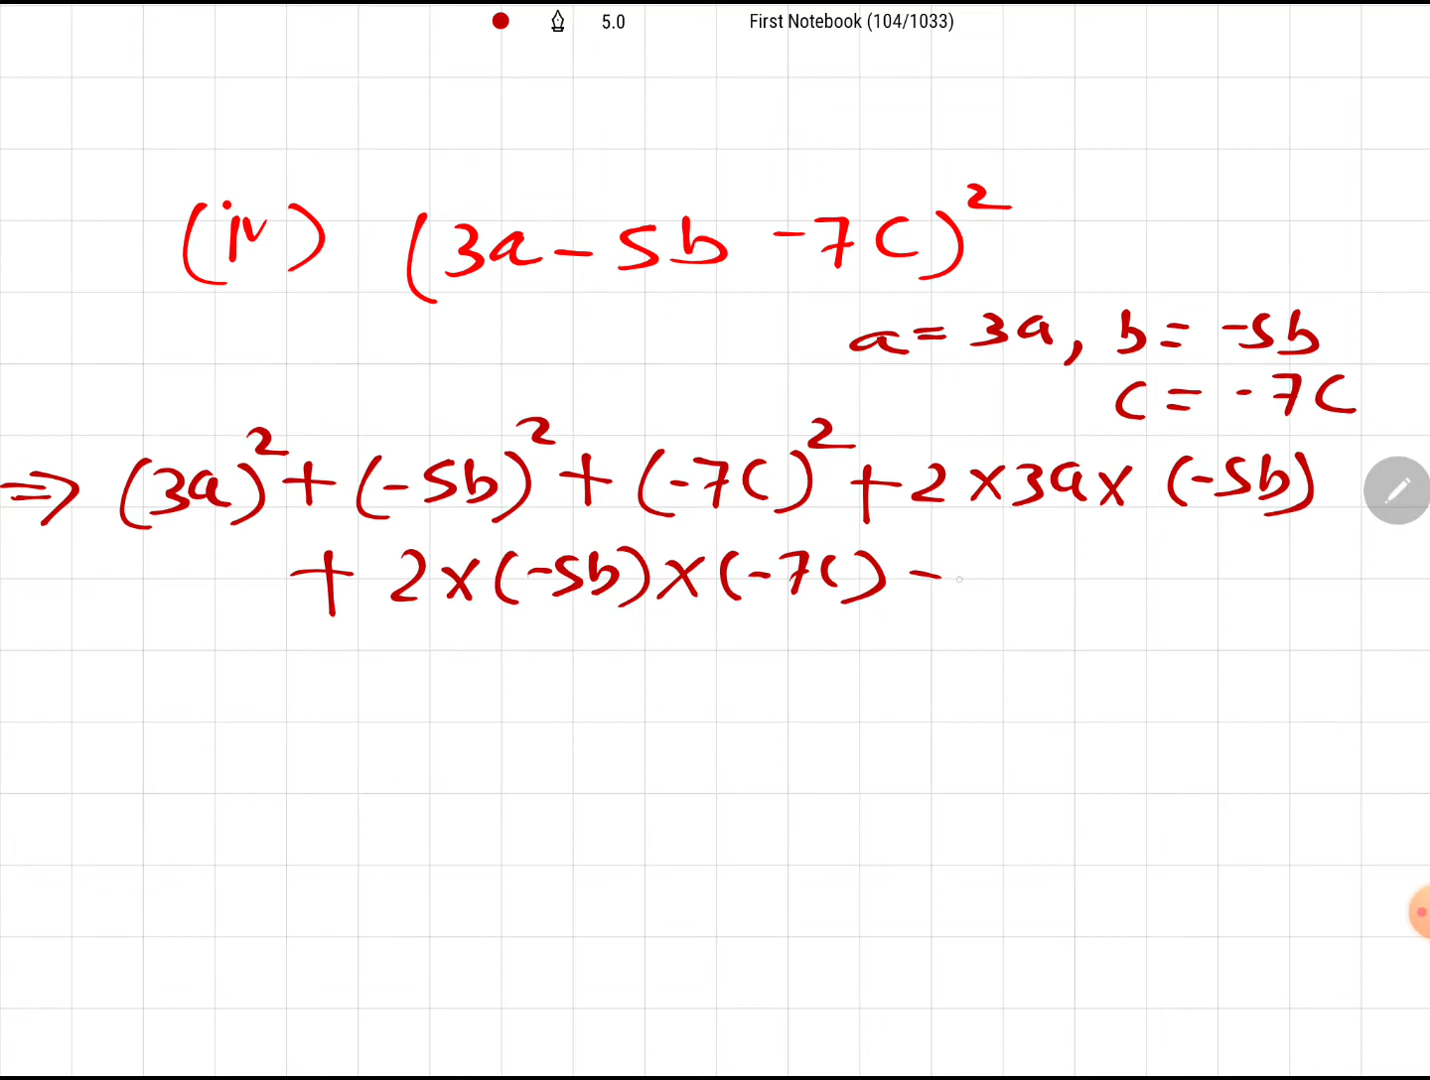 5.0 First Notebook (104/1033)
(iv) (3a - 5b - 7c)²
a = 3a, b = -5b
c = -7c
⇒ (3a)² + (-5b)² + (-7c)² + 2 × 3a × (-5b)
+ 2 × (-5b) × (-7c) -